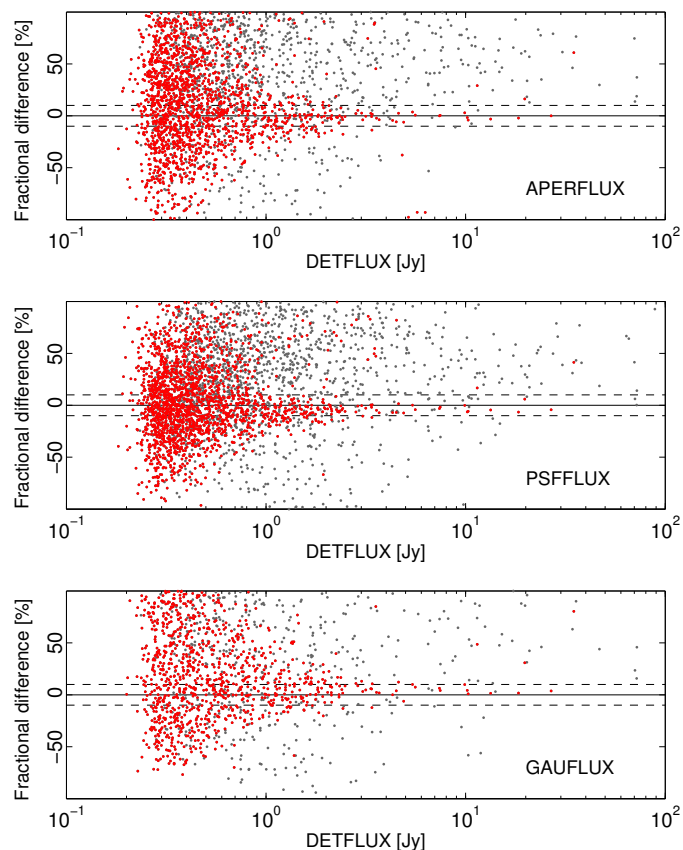 Fractional difference [%]
50
0
−50
APERFLUX
10⁻¹ 10⁰ 10¹ 10²
DETFLUX [Jy]
Fractional difference [%]
50
0
−50
PSFFLUX
10⁻¹ 10⁰ 10¹ 10²
DETFLUX [Jy]
Fractional difference [%]
50
0
−50
GAUFLUX
10⁻¹ 10⁰ 10¹ 10²
DETFLUX [Jy]